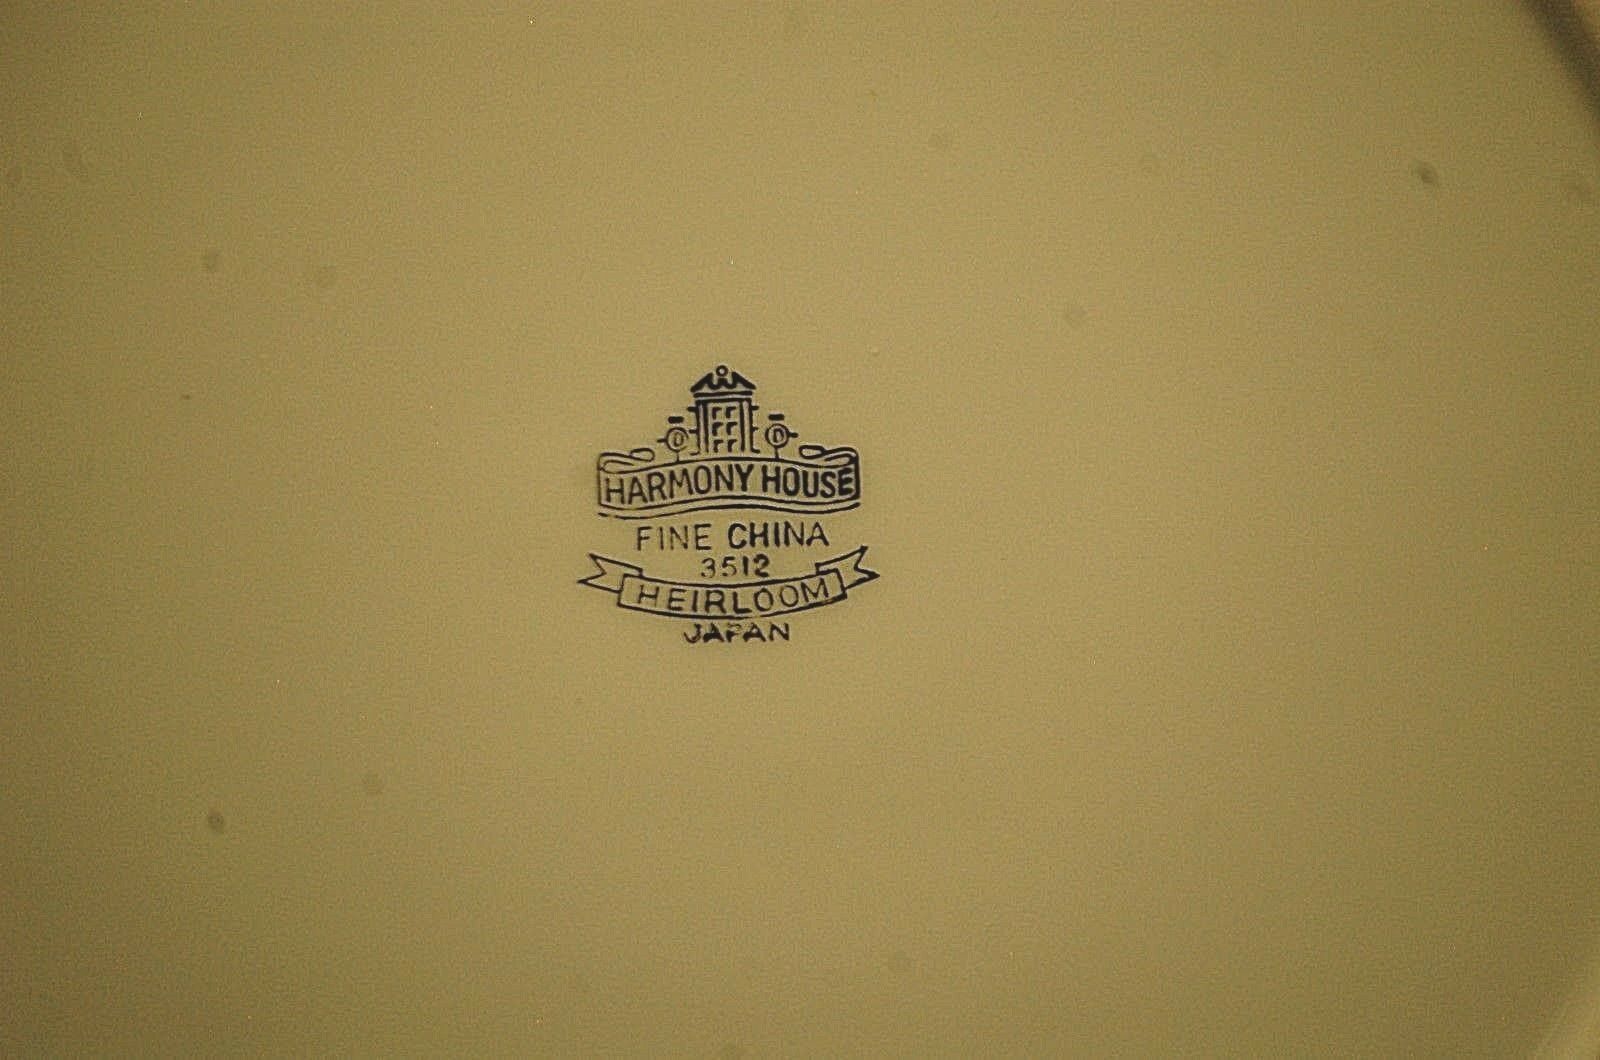 HARMONY HOUSE
FINE CHINA
3512
HEIRLOOM
JAPAN